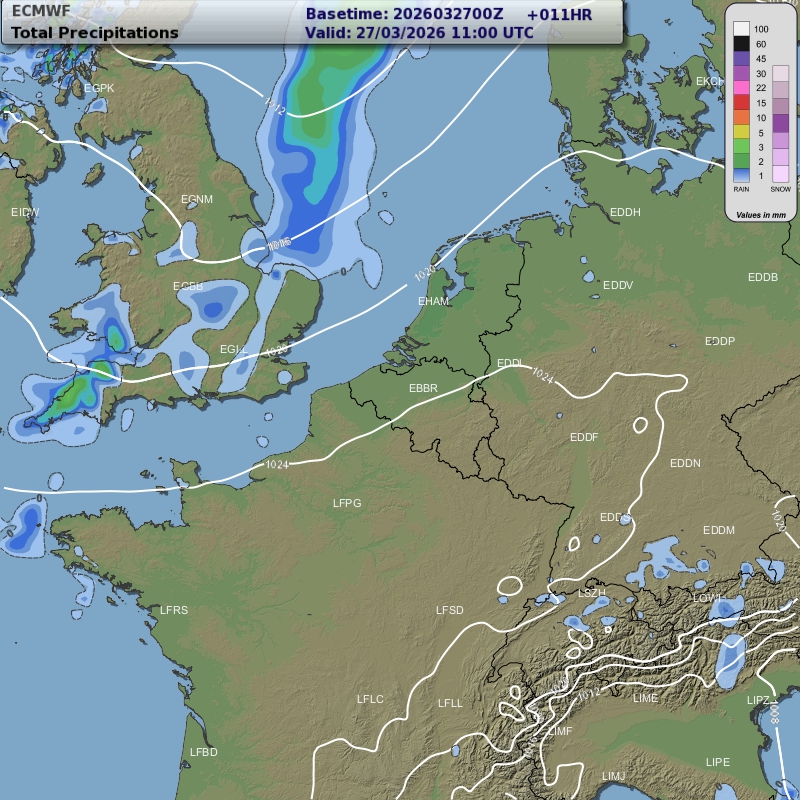 ECMWF
Basetime: 2026032700Z +011HR
Total Precipitations
Valid: 27/03/2026 11:00 UTC
100
60
45
30
22
15
10
5
3
2
1
RAIN SNOW
Values in mm
EGPK
EKCH
1012
EGNM
EIDW
EDDH
1016
1020
EGBB
EDDV
EDDB
EHAM
EDDP
EGLL
1020
EDDL
1024
EBBR
EDDF
1024
EDDN
LFPG
EDDS
1020
EDDM
LSZH
LOWI
LFRS
LFSD
LFLC
LFLL
1012
LIME
LIPZ
1008
LIMF
LFBD
LIPE
LIMJ